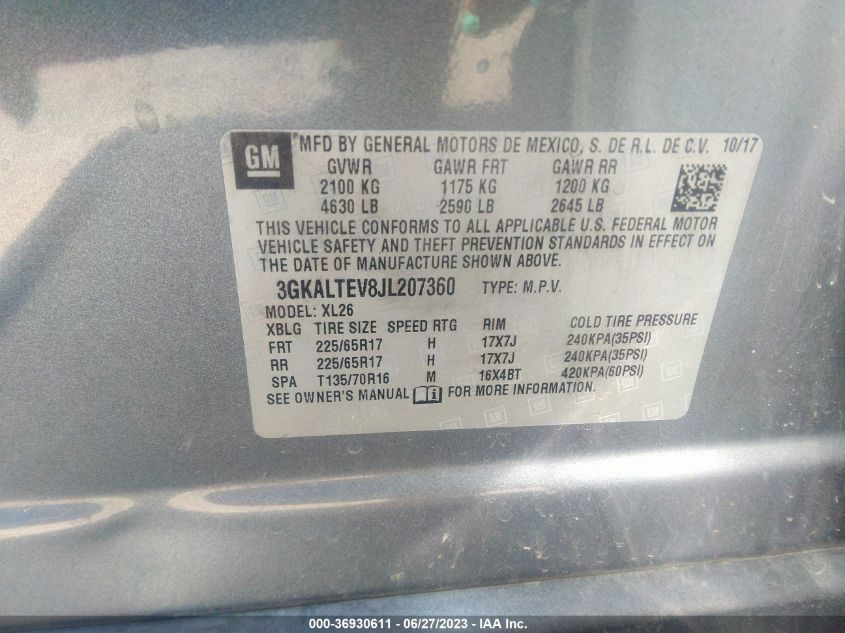 GM
MFD BY GENERAL MOTORS DE MEXICO, S. DE R.L. DE C.V. 10/17
GVWR GAWR FRT GAWR RR
2100 KG 1175 KG 1200 KG
4630 LB 2590 LB 2645 LB
THIS VEHICLE CONFORMS TO ALL APPLICABLE U.S. FEDERAL MOTOR
VEHICLE SAFETY AND THEFT PREVENTION STANDARDS IN EFFECT ON
THE DATE OF MANUFACTURE SHOWN ABOVE.
3GKALTEV8JL207360 TYPE: M.P.V.
MODEL: XL26
XBLG TIRE SIZE SPEED RTG RIM COLD TIRE PRESSURE
FRT 225/65R17 H 17X7J 240KPA(35PSI)
RR 225/65R17 H 17X7J 240KPA(35PSI)
SPA T135/70R16 M 16X4BT 420KPA(60PSI)
SEE OWNER'S MANUAL FOR MORE INFORMATION.
000-36930611 - 06/27/2023 - IAA Inc.